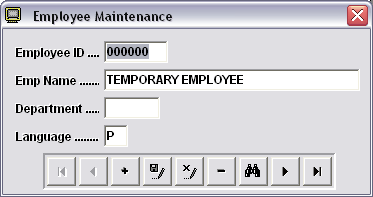 Employee Maintenance
Employee ID .... 000000
Emp Name ....... TEMPORARY EMPLOYEE
Department .....
Language ........ P